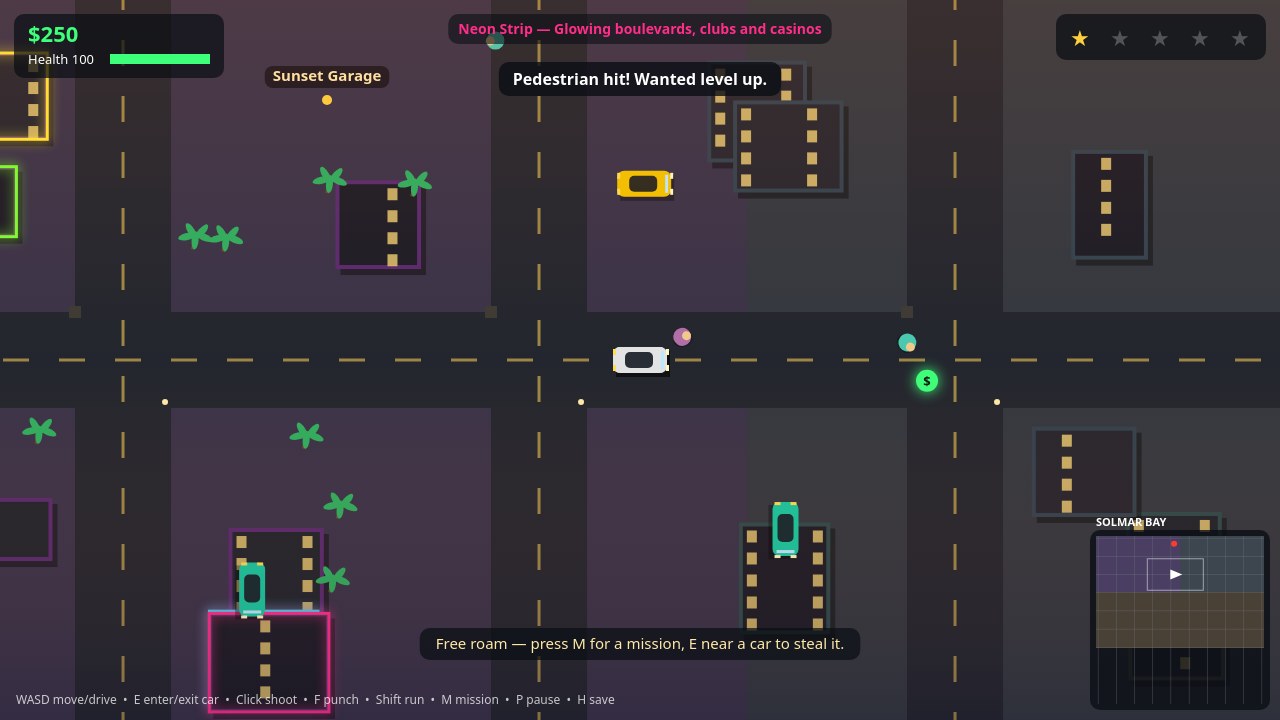 $250
Health 100
Neon Strip — Glowing boulevards, clubs and casinos
Pedestrian hit! Wanted level up.
Sunset Garage
$
SOLMAR BAY
Free roam — press M for a mission, E near a car to steal it.
WASD move/drive • E enter/exit car • Click shoot • F punch • Shift run • M mission • P pause • H save